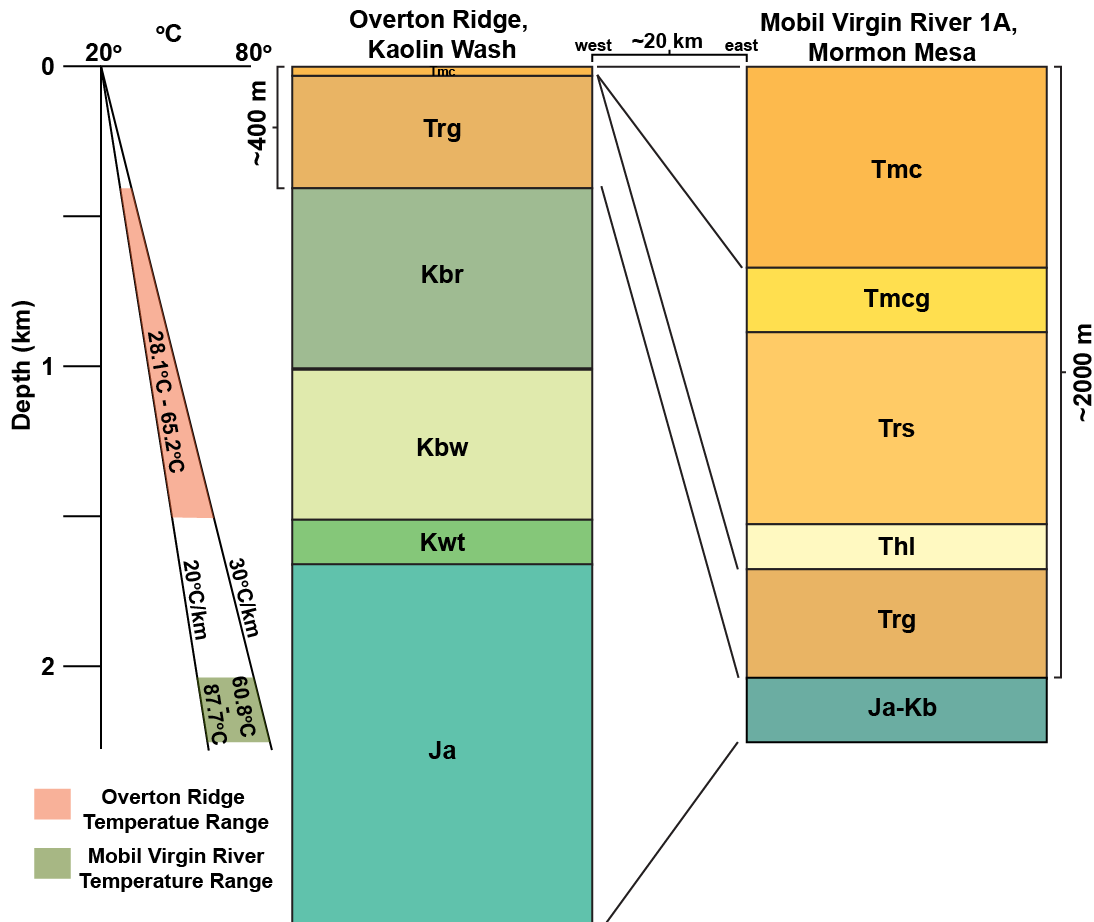 Overton Ridge,
Kaolin Wash
Mobil Virgin River 1A,
Mormon Mesa
°C
20° 80°
west ~20 km east
0
1
2
Depth (km)
~400 m
~2000 m
Tmc
Trg
Kbr
Kbw
Kwt
Ja
Tmc
Tmcg
Trs
Thl
Trg
Ja-Kb
28.1°C - 65.2°C
20°C/km
30°C/km
60.8°C
-
87.7°C
Overton Ridge
Temperatue Range
Mobil Virgin River
Temperature Range